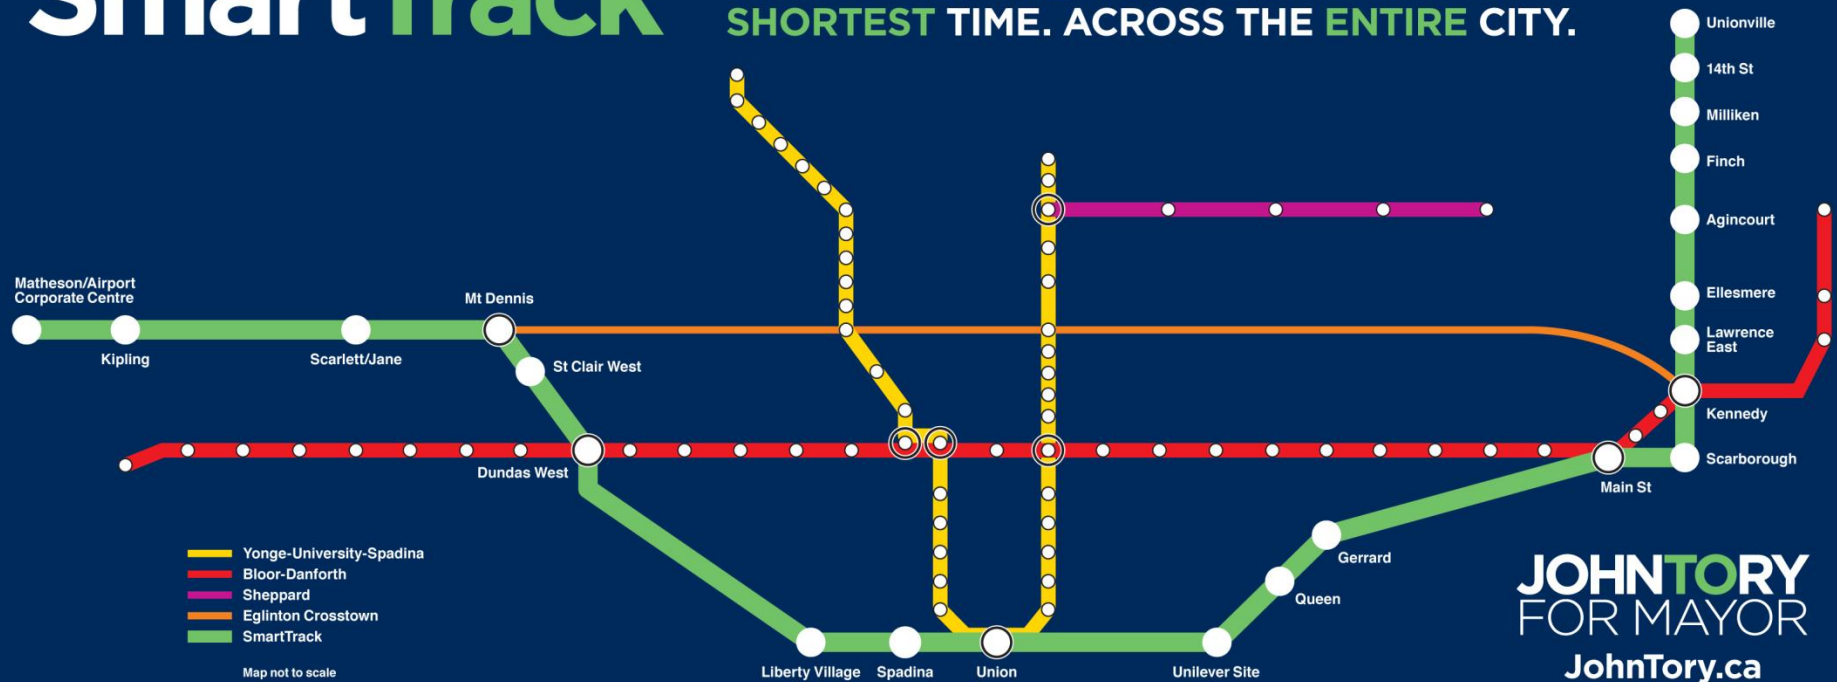 SmartTrack
SHORTEST TIME. ACROSS THE ENTIRE CITY.
Unionville
14th St
Milliken
Finch
Agincourt
Ellesmere
Lawrence
East
Kennedy
Scarborough
Main St
Matheson/Airport
Corporate Centre
Kipling
Scarlett/Jane
Mt Dennis
St Clair West
Dundas West
Gerrard
Queen
Liberty Village
Spadina
Union
Unilever Site
Yonge-University-Spadina
Bloor-Danforth
Sheppard
Eglinton Crosstown
SmartTrack
Map not to scale
JOHNTORY
FOR MAYOR
JohnTory.ca